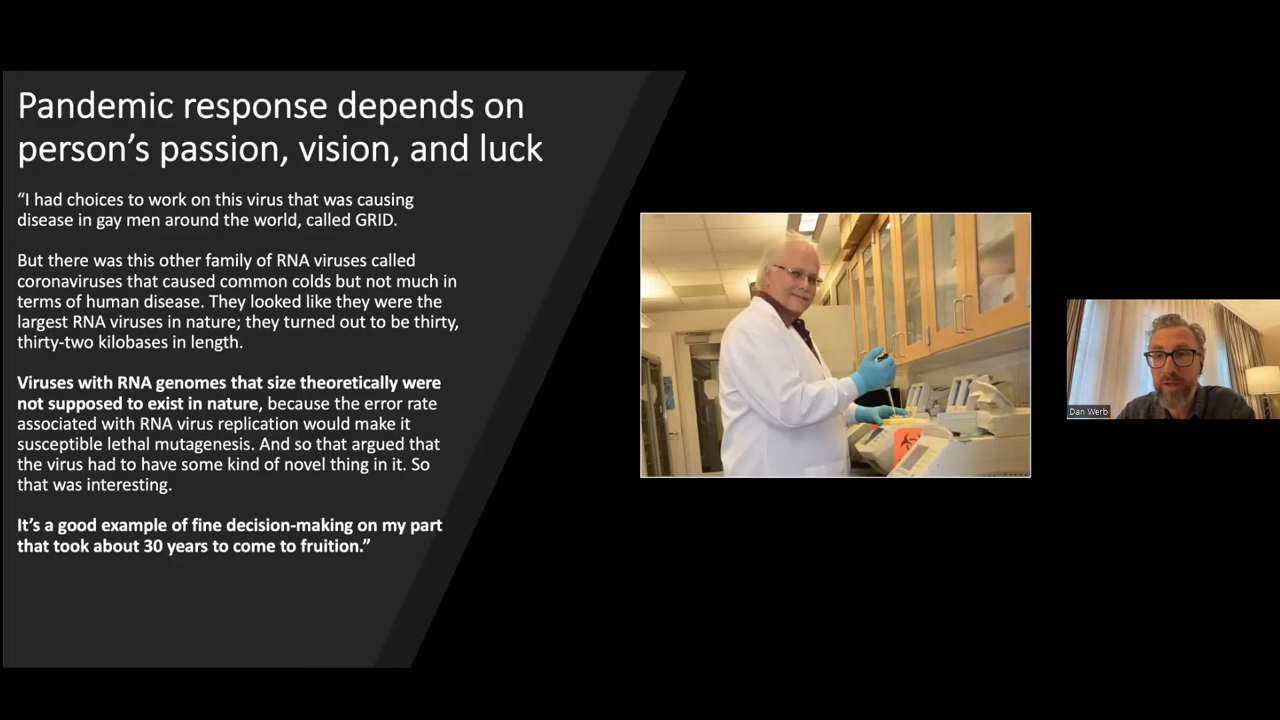 Pandemic response depends on
person’s passion, vision, and luck
“I had choices to work on this virus that was causing
disease in gay men around the world, called GRID.
But there was this other family of RNA viruses called
coronaviruses that caused common colds but not much in
terms of human disease. They looked like they were the
largest RNA viruses in nature; they turned out to be thirty,
thirty-two kilobases in length.
Viruses with RNA genomes that size theoretically were
not supposed to exist in nature, because the error rate
associated with RNA virus replication would make it
susceptible lethal mutagenesis. And so that argued that
the virus had to have some kind of novel thing in it. So
that was interesting.
It’s a good example of fine decision-making on my part
that took about 30 years to come to fruition.”
Dan Werb